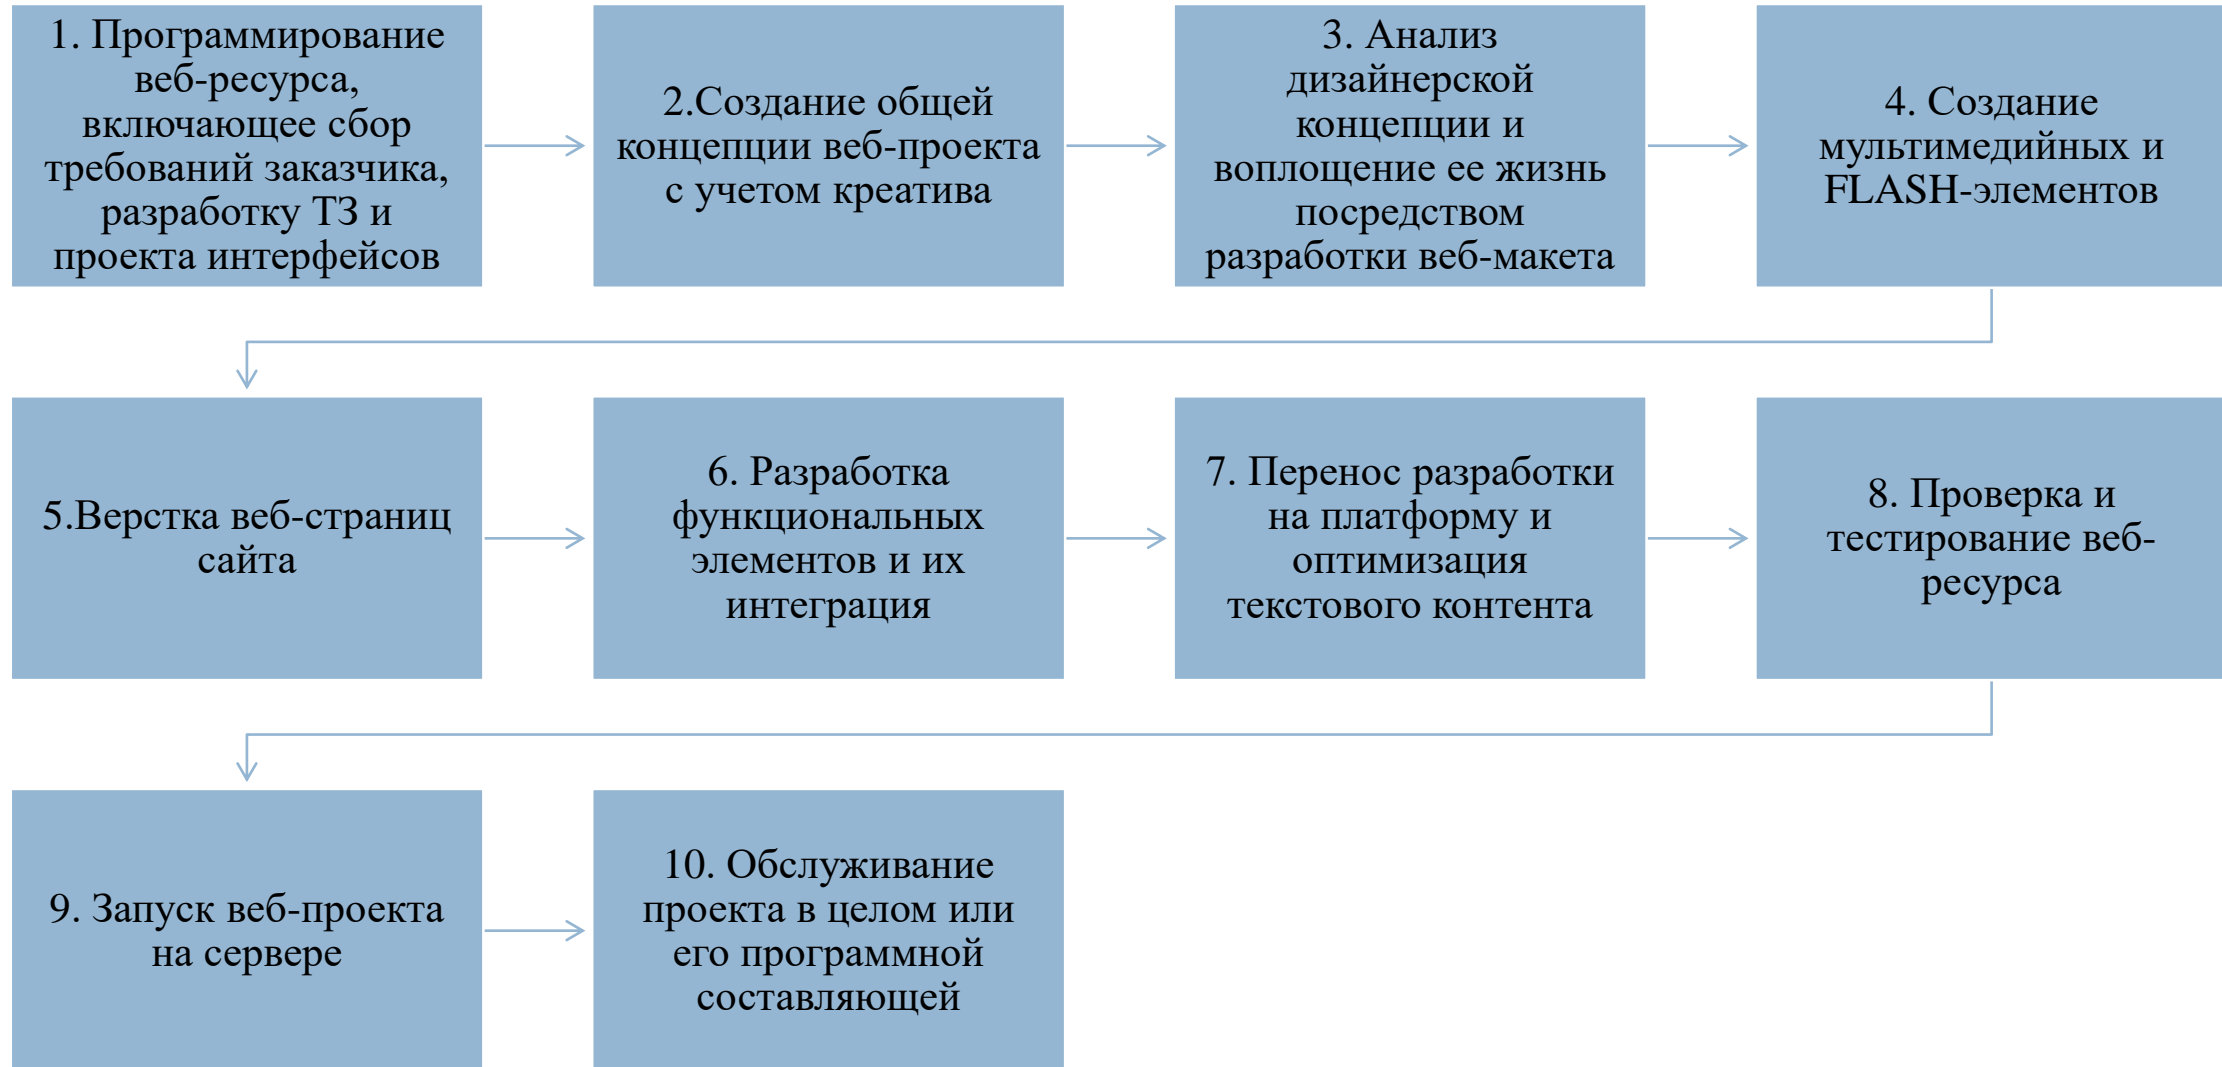 1. Программирование
веб-ресурса,
включающее сбор
требований заказчика,
разработку ТЗ и
проекта интерфейсов
2.Создание общей
концепции веб-проекта
с учетом креатива
3. Анализ
дизайнерской
концепции и
воплощение ее жизнь
посредством
разработки веб-макета
4. Создание
мультимедийных и
FLASH-элементов
5.Верстка веб-страниц
сайта
6. Разработка
функциональных
элементов и их
интеграция
7. Перенос разработки
на платформу и
оптимизация
текстового контента
8. Проверка и
тестирование веб-
ресурса
9. Запуск веб-проекта
на сервере
10. Обслуживание
проекта в целом или
его программной
составляющей